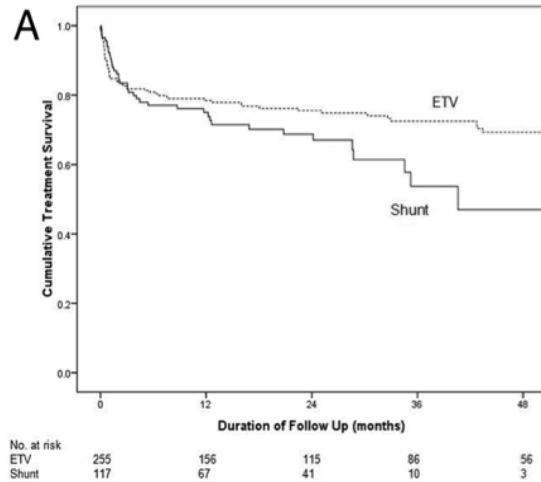 A
1.0
0.8
0.6
0.4
0.2
0.0
Cumulative Treatment Survival
ETV
Shunt
0 12 24 36 48
Duration of Follow Up (months)
No. at risk
ETV 255 156 115 86 56
Shunt 117 67 41 10 3